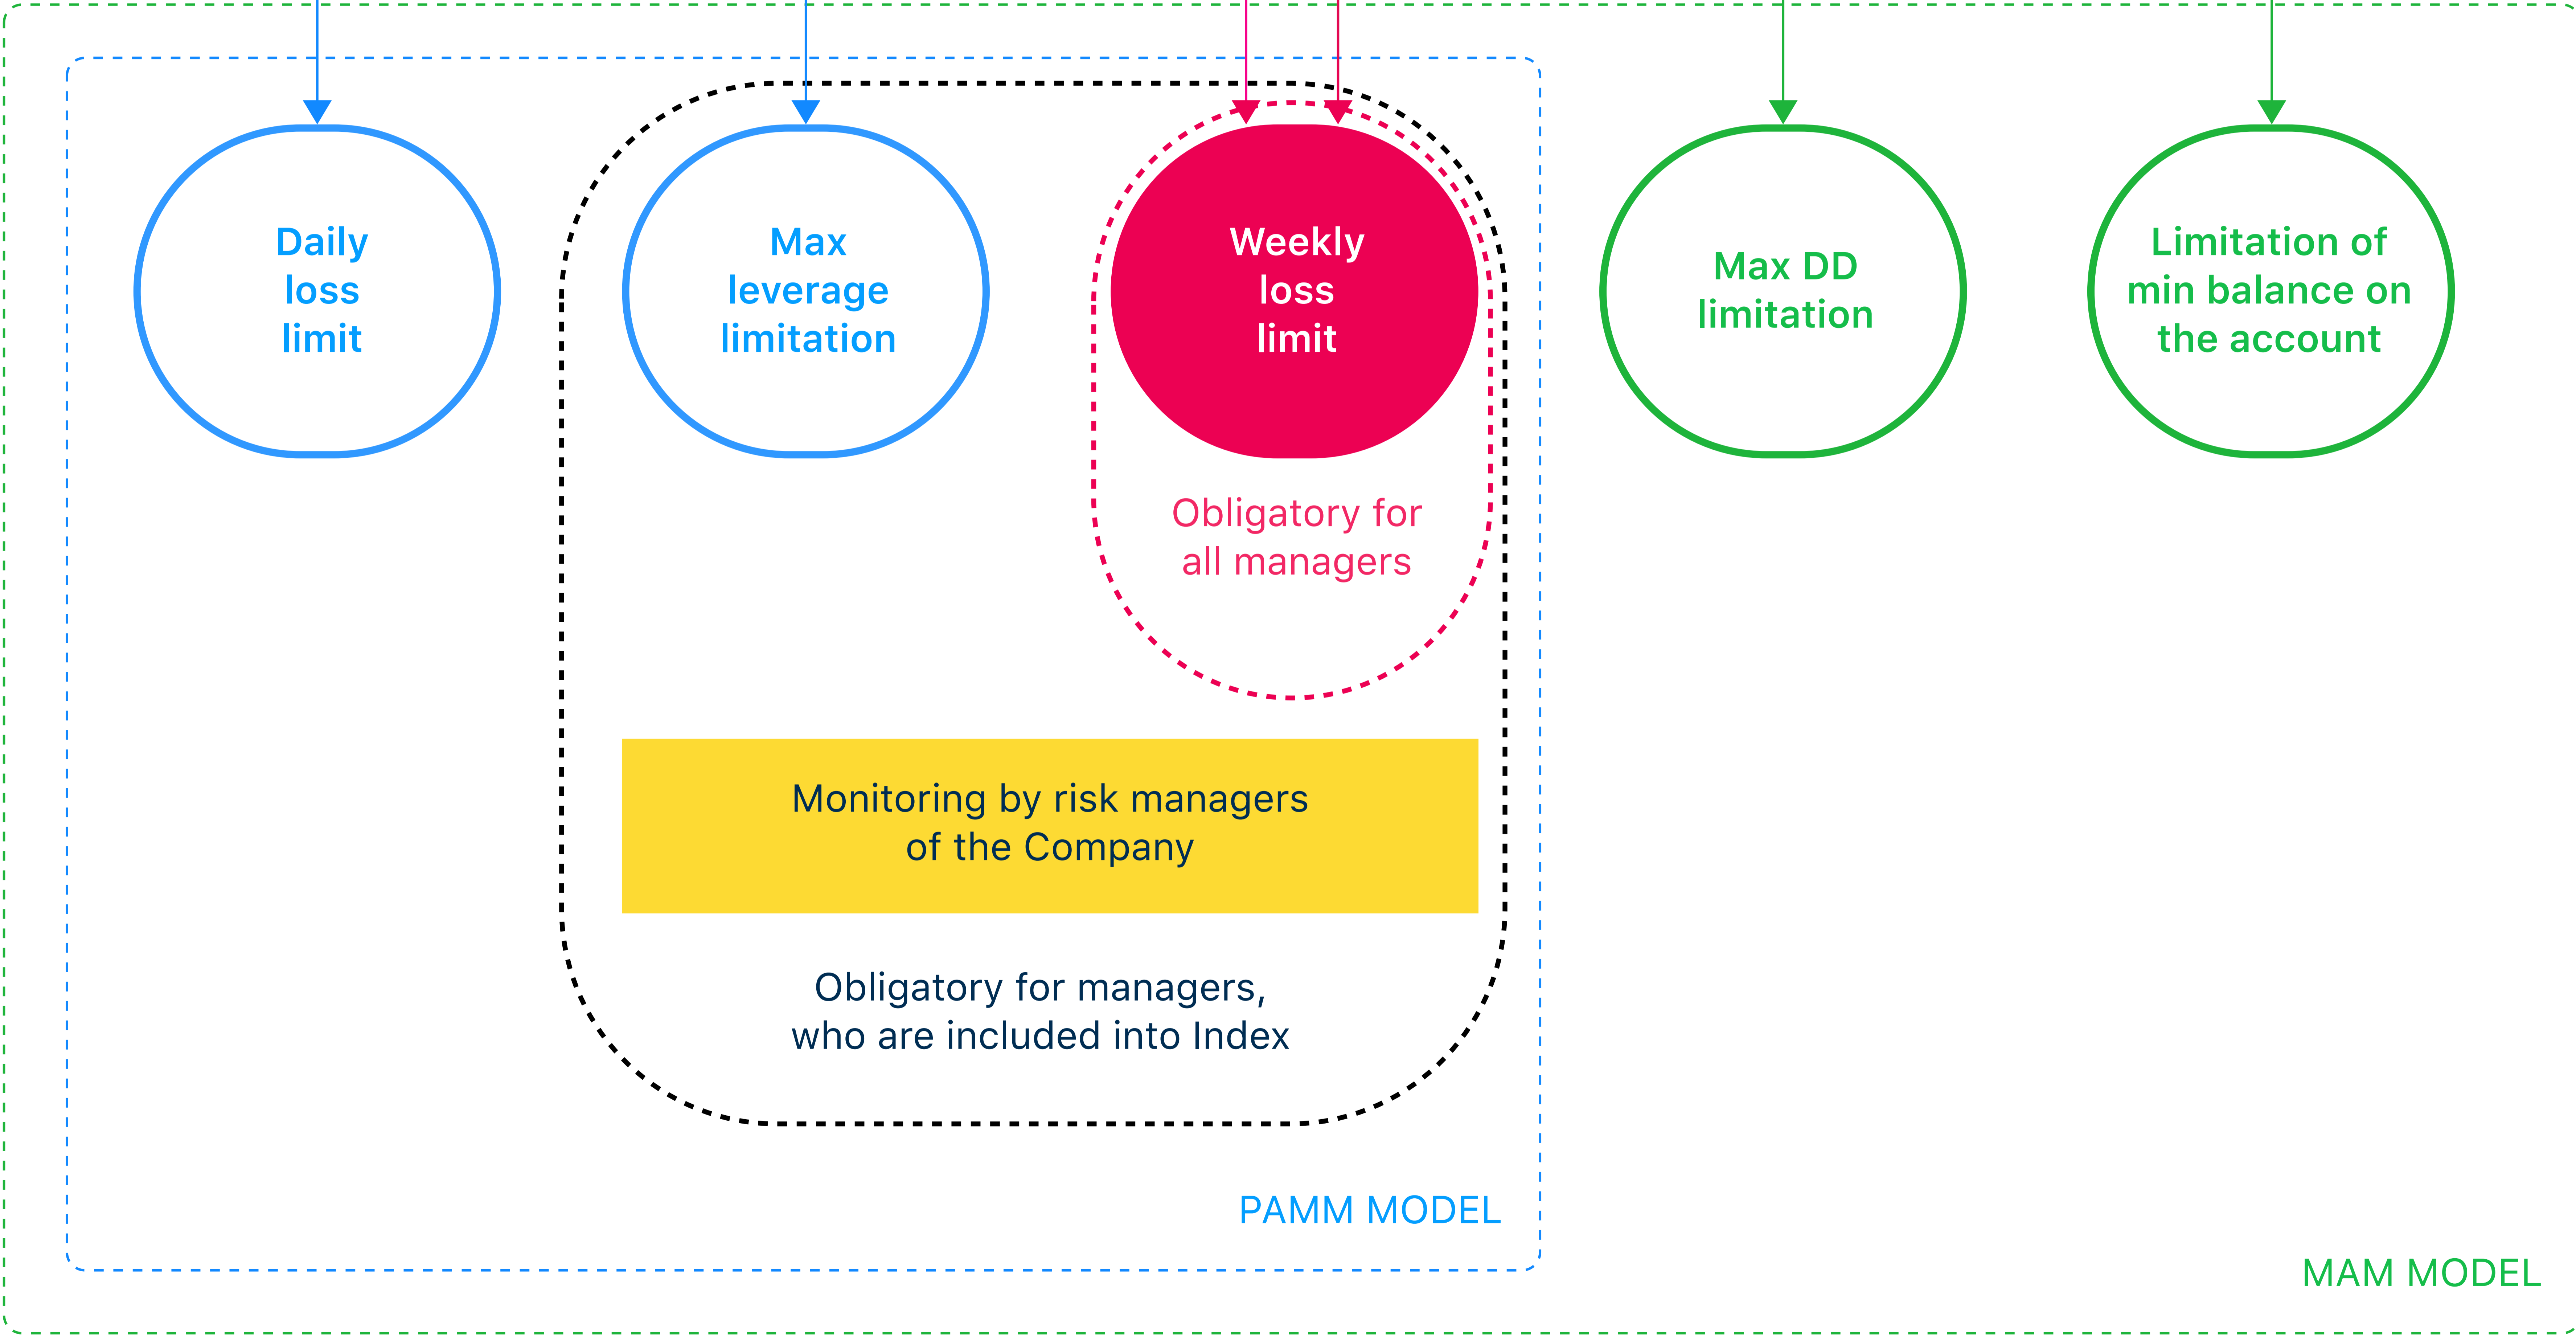 Daily
loss
limit
Max
leverage
limitation
Weekly
loss
limit
Max DD
limitation
Limitation of
min balance on
the account
Obligatory for
all managers
Monitoring by risk managers
of the Company
Obligatory for managers,
who are included into Index
PAMM MODEL
MAM MODEL